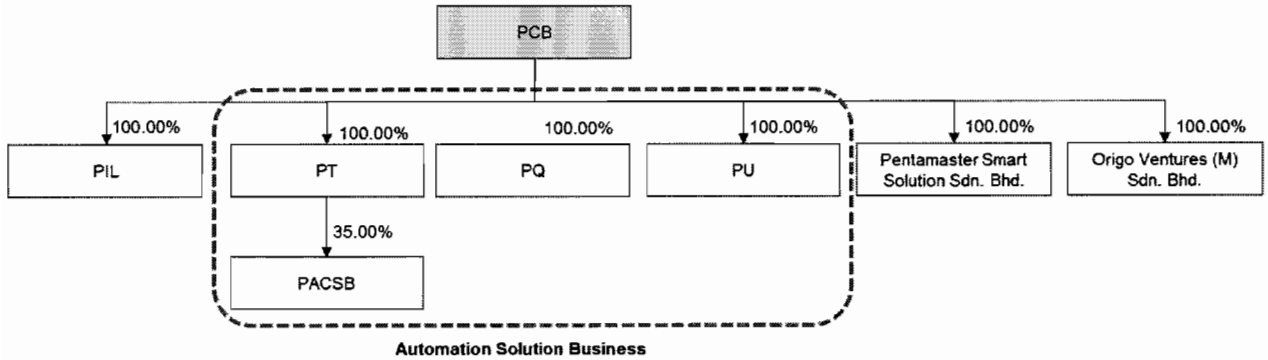 PCB
100.00%
100.00%
100.00%
100.00%
100.00%
100.00%
PIL
PT
PQ
PU
Pentamaster Smart
Solution Sdn. Bhd.
Origo Ventures (M)
Sdn. Bhd.
35.00%
PACSB
Automation Solution Business